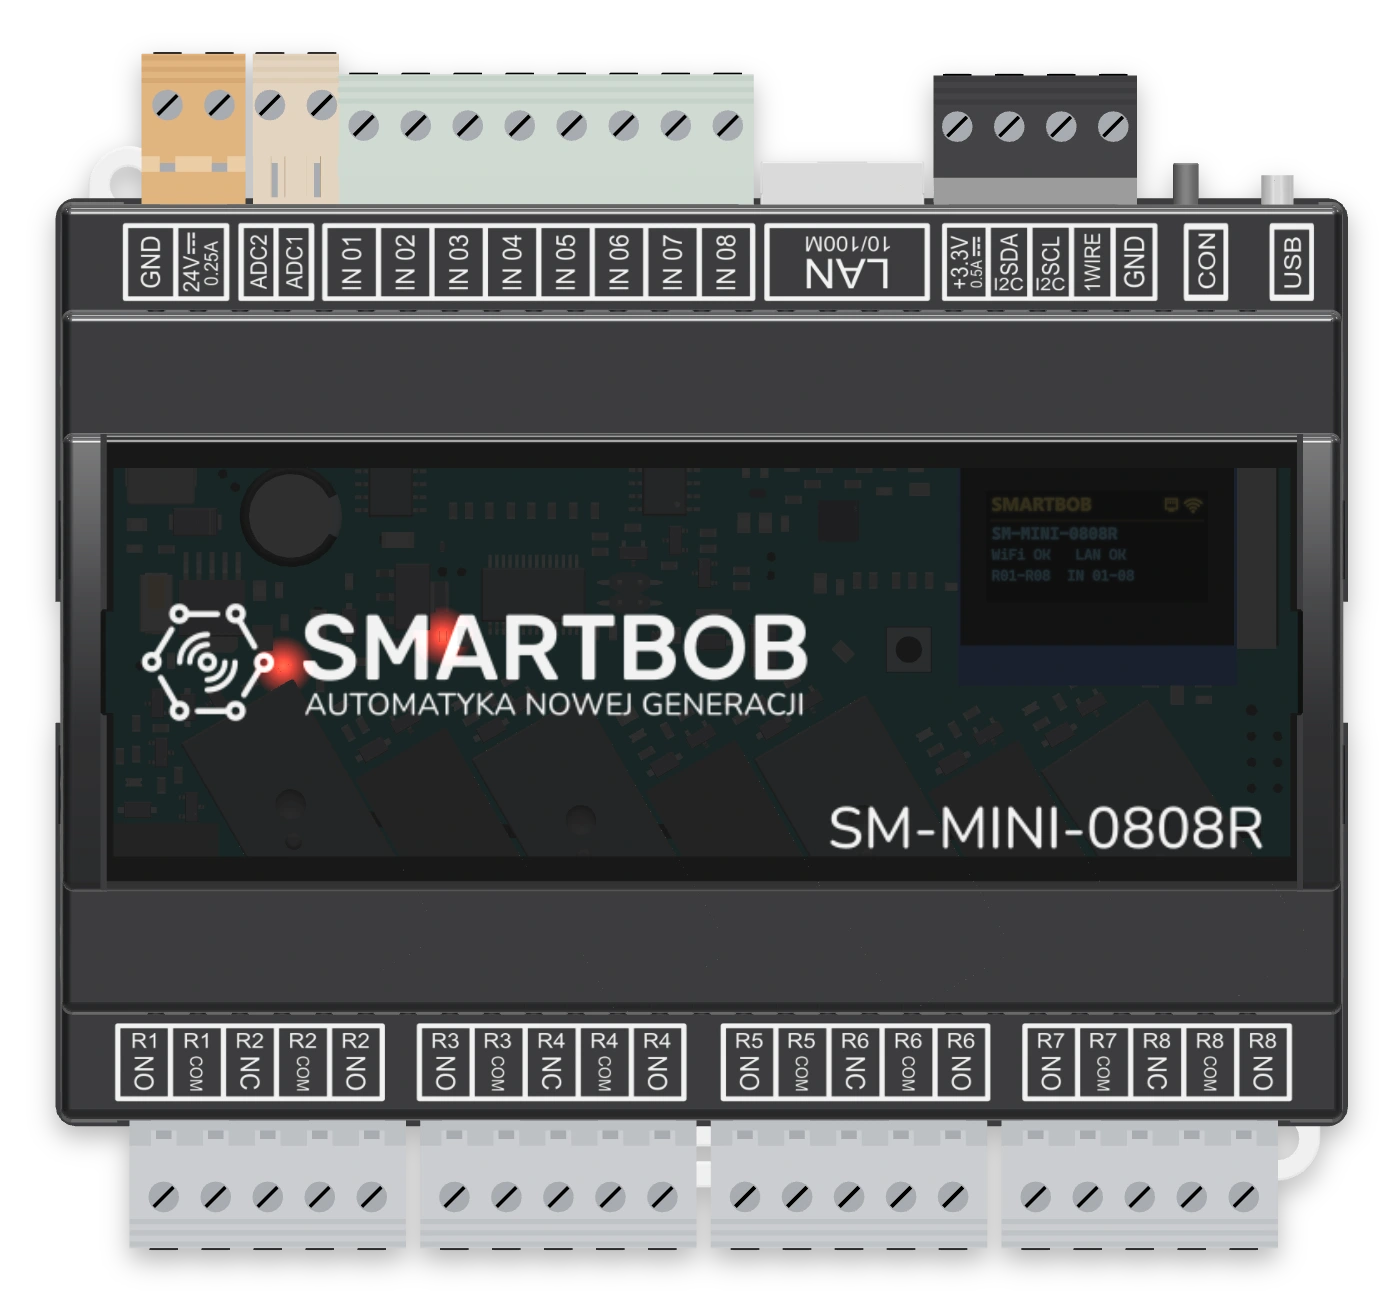 GND
24V
0.25A
ADC2
ADC1
IN 01
IN 02
IN 03
IN 04
IN 05
IN 06
IN 07
IN 08
LAN
10/100M
+3.3V
0.5A
I2C SDA
I2C SCL
1WIRE
GND
CON
USB
SMARTBOB
SM-MINI-0808R
WiFi OK LAN OK
R01-R08 IN 01-08
SMARTBOB
AUTOMATYKA NOWEJ GENERACJI
SM-MINI-0808R
R1 NO
R1 COM
R2 NC
R2 COM
R2 NO
R3 NO
R3 COM
R4 NC
R4 COM
R4 NO
R5 NO
R5 COM
R6 NC
R6 COM
R6 NO
R7 NO
R7 COM
R8 NC
R8 COM
R8 NO